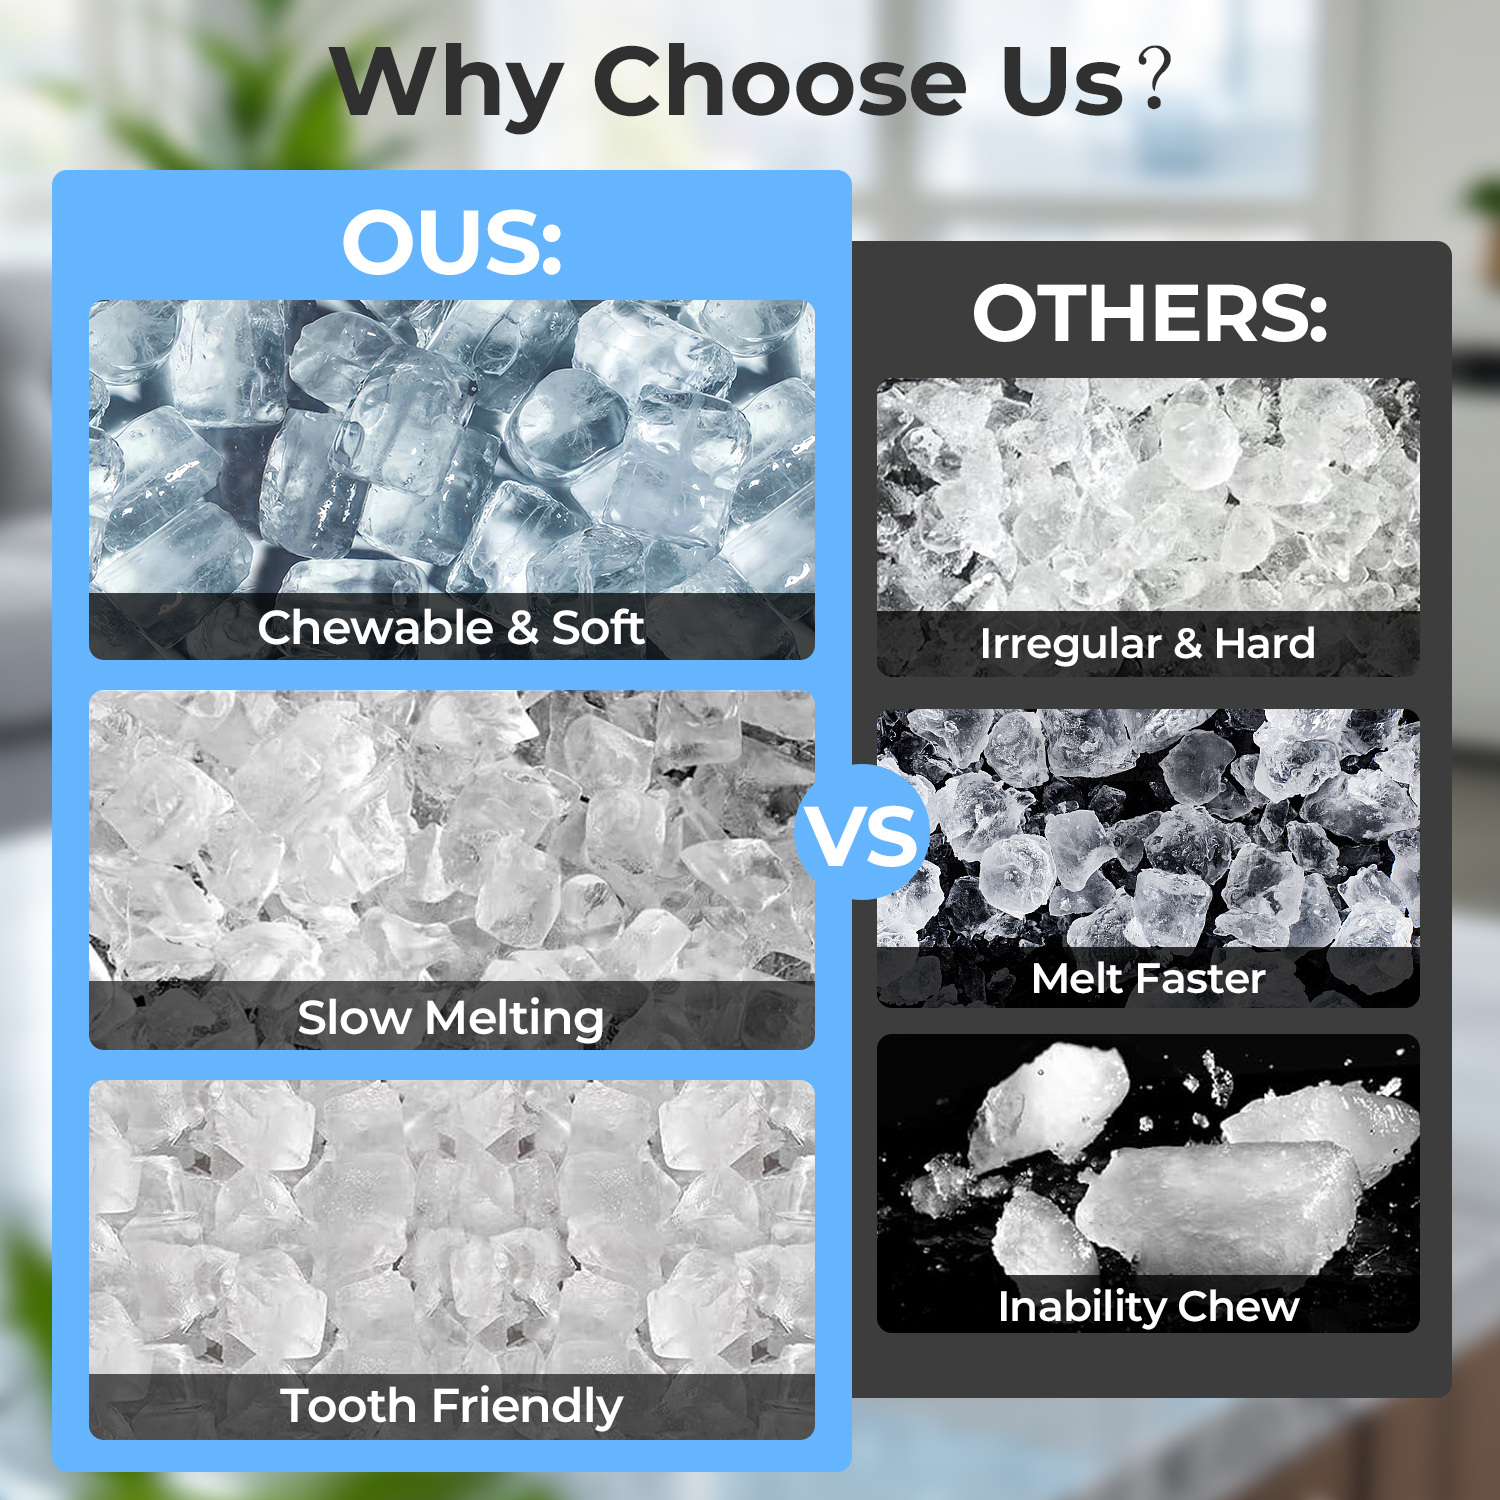 Why Choose Us?
OUS:
Chewable & Soft
Slow Melting
Tooth Friendly
VS
OTHERS:
Irregular & Hard
Melt Faster
Inability Chew